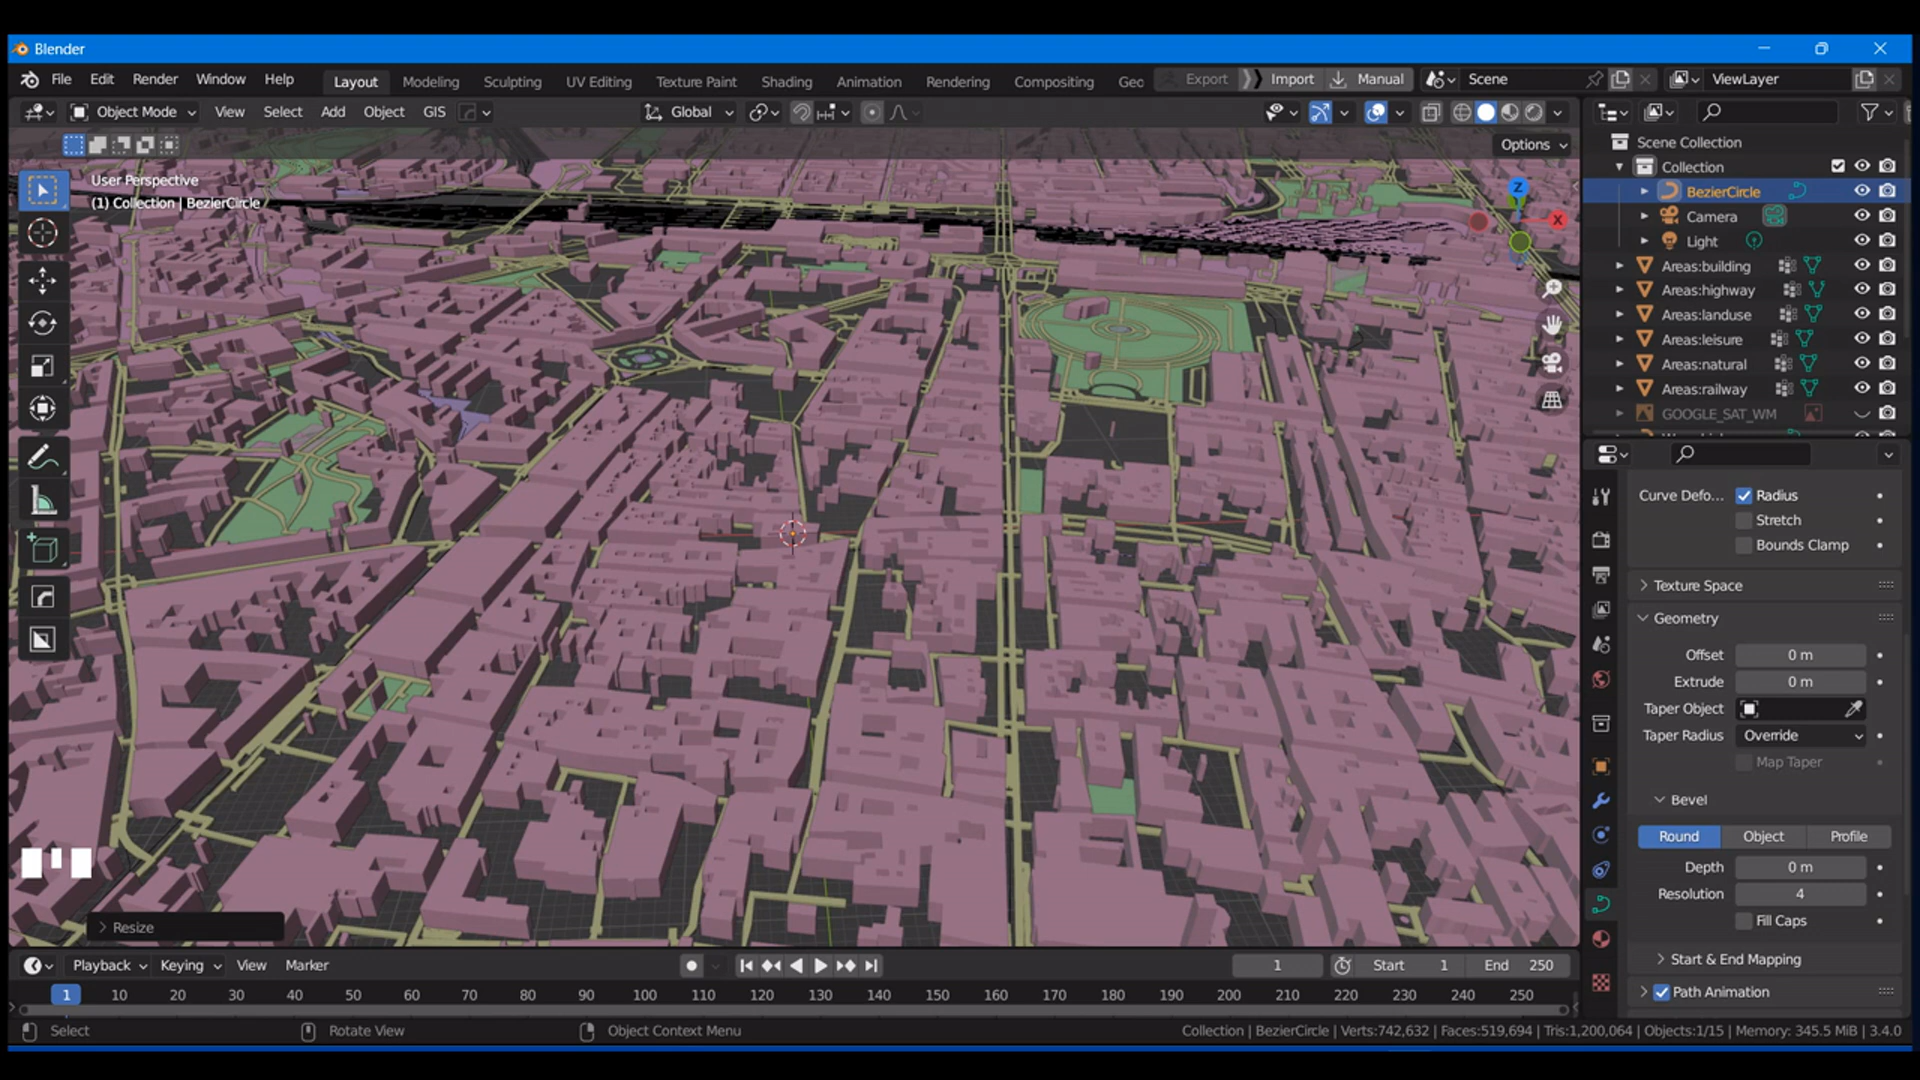 Blender
File Edit Render Window Help Layout Modeling Sculpting UV Editing Texture Paint Shading Animation Rendering Compositing Geo Export Import Manual Scene ViewLayer
Object Mode View Select Add Object GIS Global
Options
User Perspective
(1) Collection | BezierCircle
Z
X
Resize
Scene Collection
Collection
BezierCircle
Camera
Light
Areas:building
Areas:highway
Areas:landuse
Areas:leisure
Areas:natural
Areas:railway
GOOGLE_SAT_WM
Curve Defo... Radius
Stretch
Bounds Clamp
Texture Space
Geometry
Offset 0 m
Extrude 0 m
Taper Object
Taper Radius Override
Map Taper
Bevel
Round Object Profile
Depth 0 m
Resolution 4
Fill Caps
Start & End Mapping
Path Animation
Playback Keying View Marker 1 Start 1 End 250
1 10 20 30 40 50 60 70 80 90 100 110 120 130 140 150 160 170 180 190 200 210 220 230 240 250
Select Rotate View Object Context Menu Collection | BezierCircle | Verts:742,632 | Faces:519,694 | Tris:1,200,064 | Objects:1/15 | Memory: 345.5 MiB | 3.4.0